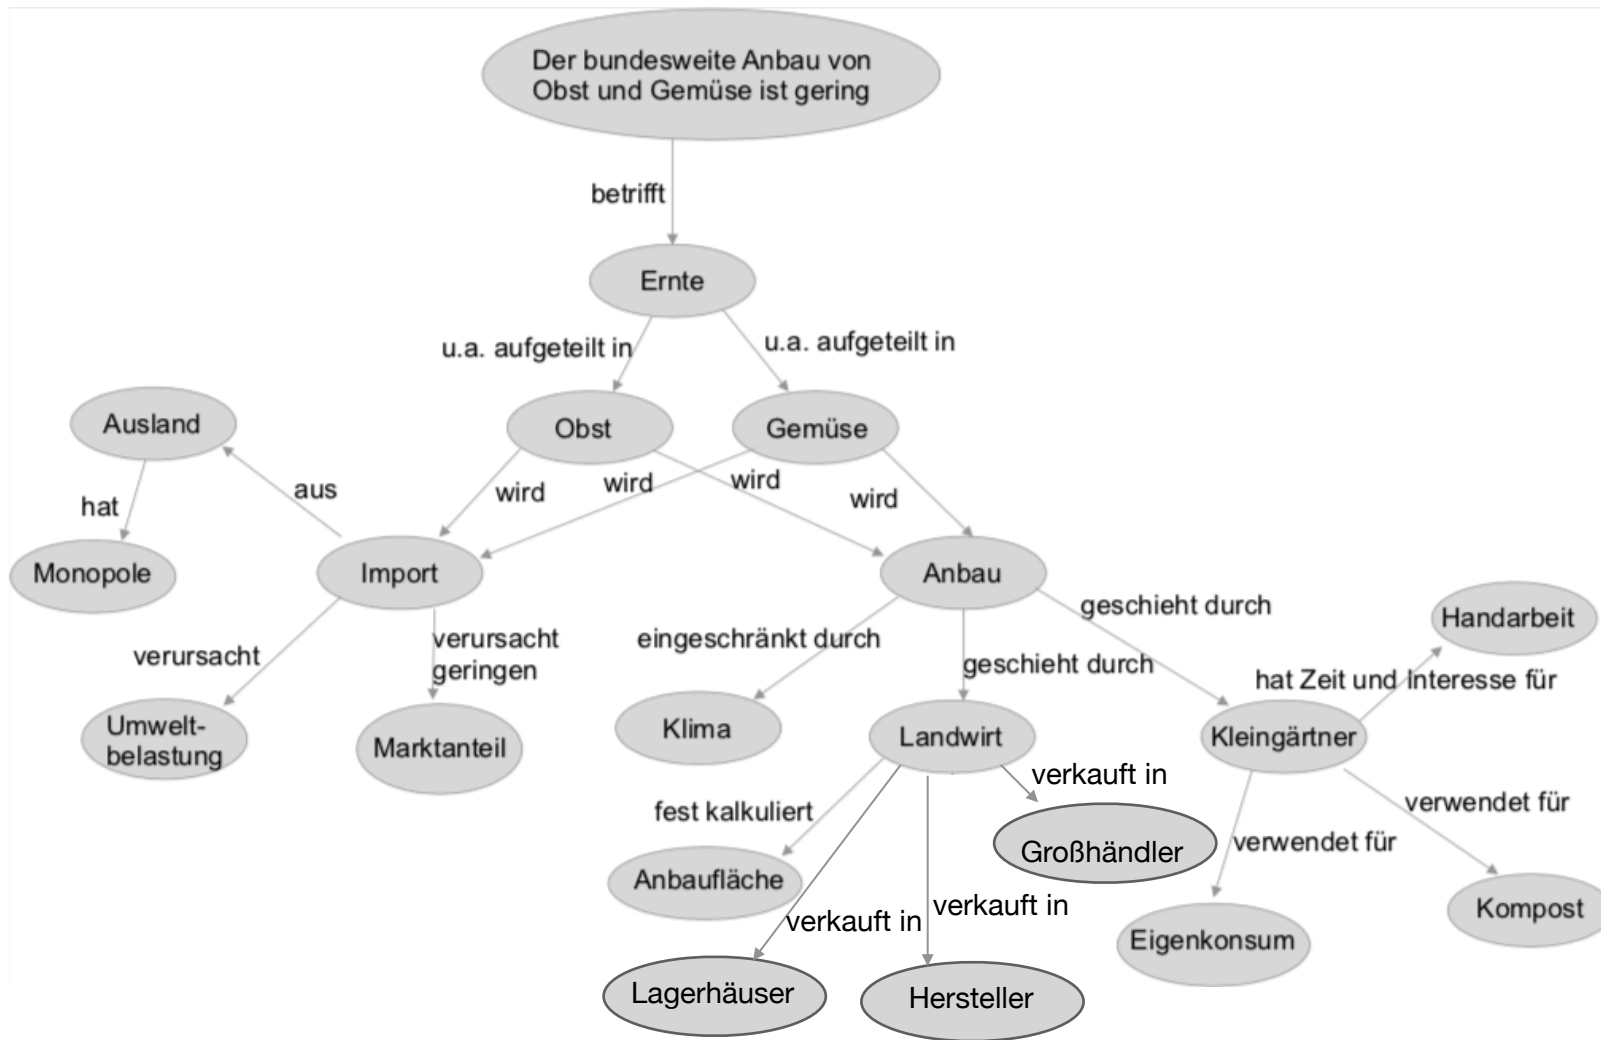 Der bundesweite Anbau von
Obst und Gemüse ist gering
betrifft
Ernte
u.a. aufgeteilt in
u.a. aufgeteilt in
Ausland
Obst
Gemüse
hat
aus
wird
wird
wird
wird
Monopole
Import
Anbau
geschieht durch
Handarbeit
verursacht
verursacht
geringen
eingeschränkt durch
geschieht durch
hat Zeit und Interesse für
Umwelt-
belastung
Marktanteil
Klima
Landwirt
Kleingärtner
verkauft in
fest kalkuliert
verwendet für
Großhändler
verwendet für
Anbaufläche
verkauft in
verkauft in
Kompost
Eigenkonsum
Lagerhäuser
Hersteller